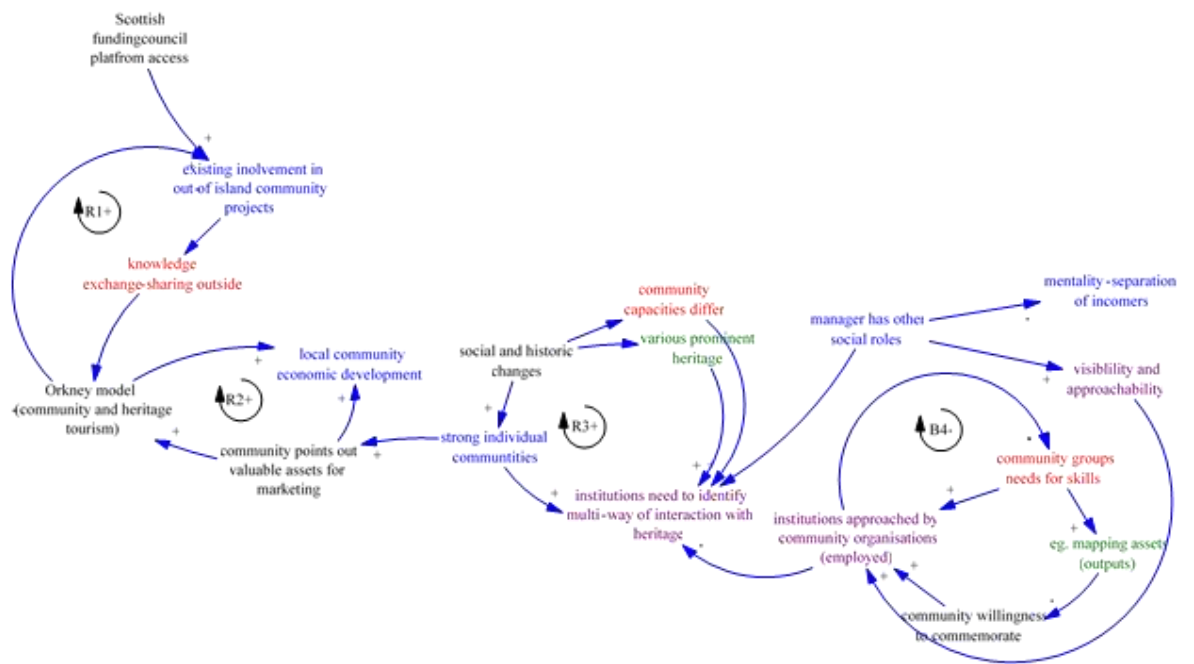 Scottish
fundingcouncil
platfrom access
+
existing inolvement in
out-of island community
projects
R1+
knowledge
exchange-sharing outside
Orkney model
(community and heritage
tourism)
+
local community
economic development
R2+
+
+
community points out
valuable assets for
marketing
+
social and historic
changes
+
strong individual
communtities
R3+
+
community
capacities differ
various prominent
heritage
+
institutions need to identify
multi-way of interaction with
heritage
-
manager has other
social roles
mentality-separation
of incomers
-
visiblility and
approachability
+
B4-
-
community groups
needs for skills
+
institutions approached by
community organisations
(employed)
+
+
+
eg. mapping assets
(outputs)
-
community willingness
to commemorate